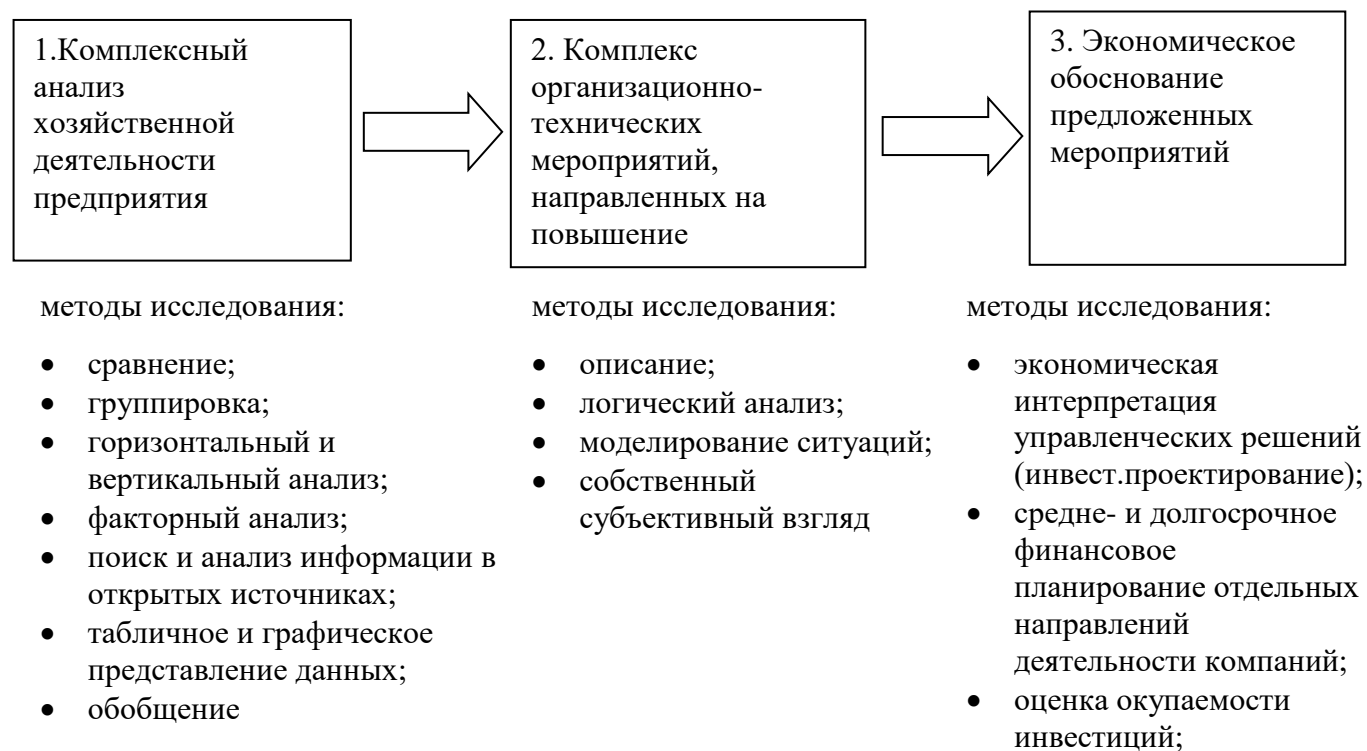 1.Комплексный
анализ
хозяйственной
деятельности
предприятия
2. Комплекс
организационно-
технических
мероприятий,
направленных на
повышение
3. Экономическое
обоснование
предложенных
мероприятий
методы исследования:
• сравнение;
• группировка;
• горизонтальный и
вертикальный анализ;
• факторный анализ;
• поиск и анализ информации в
открытых источниках;
• табличное и графическое
представление данных;
• обобщение
методы исследования:
• описание;
• логический анализ;
• моделирование ситуаций;
• собственный
субъективный взгляд
методы исследования:
• экономическая
интерпретация
управленческих решений
(инвест.проектирование);
• средне- и долгосрочное
финансовое
планирование отдельных
направлений
деятельности компаний;
• оценка окупаемости
инвестиций;